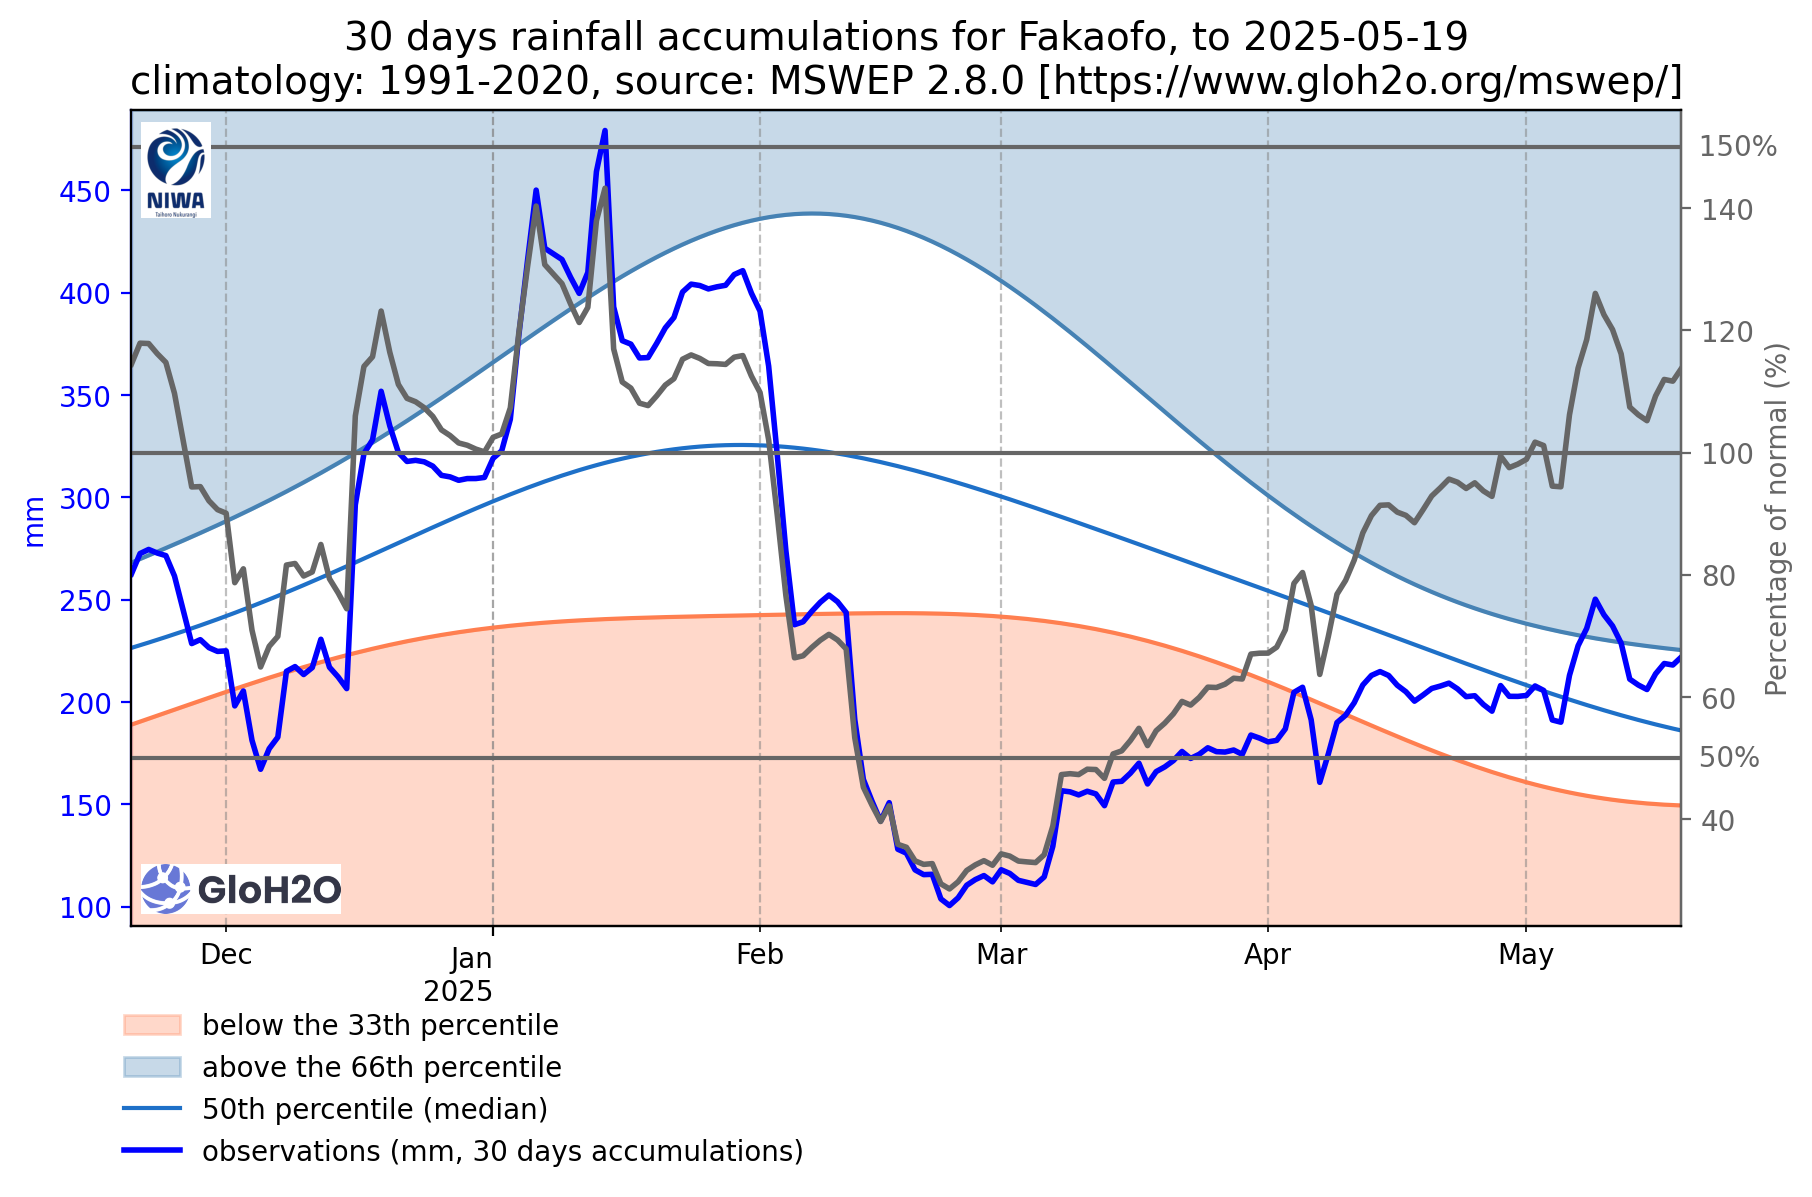 30 days rainfall accumulations for Fakaofo, to 2025-05-19
climatology: 1991-2020, source: MSWEP 2.8.0 [https://www.gloh2o.org/mswep/]
NIWA
Taihoro Nukurangi
450
400
350
300
250
200
150
100
mm
150%
140
120
100
80
60
50%
40
Percentage of normal (%)
GloH2O
Dec
Jan
2025
Feb
Mar
Apr
May
below the 33th percentile
above the 66th percentile
50th percentile (median)
observations (mm, 30 days accumulations)